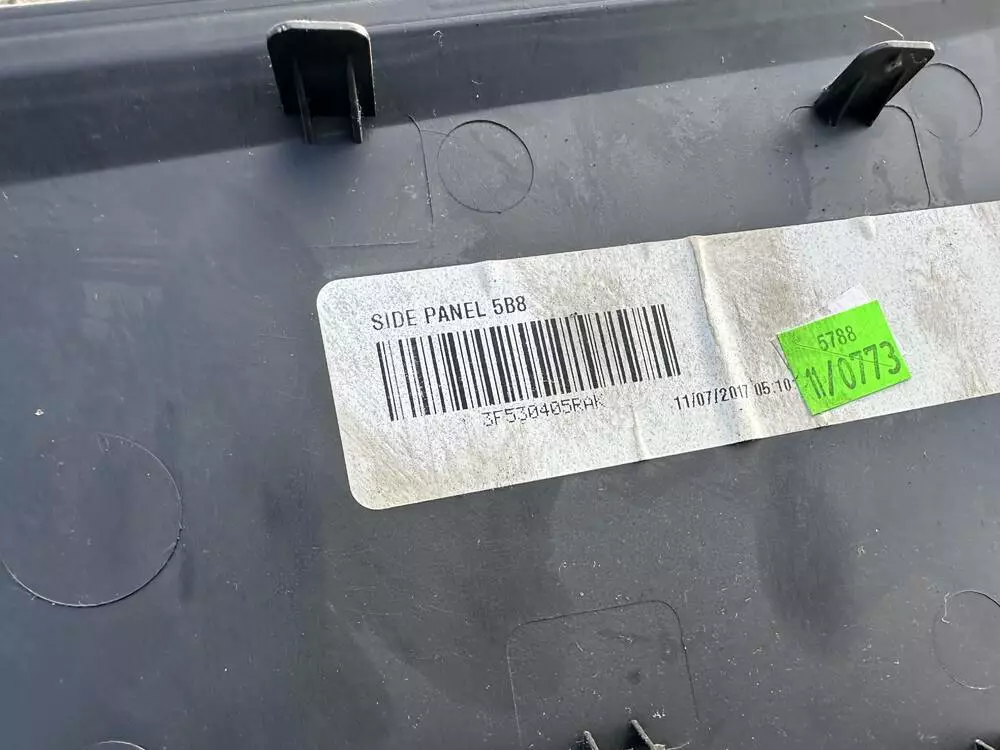 SIDE PANEL 5B8
3F530405RAK
11/07/2017 05:10
5788
11/0773